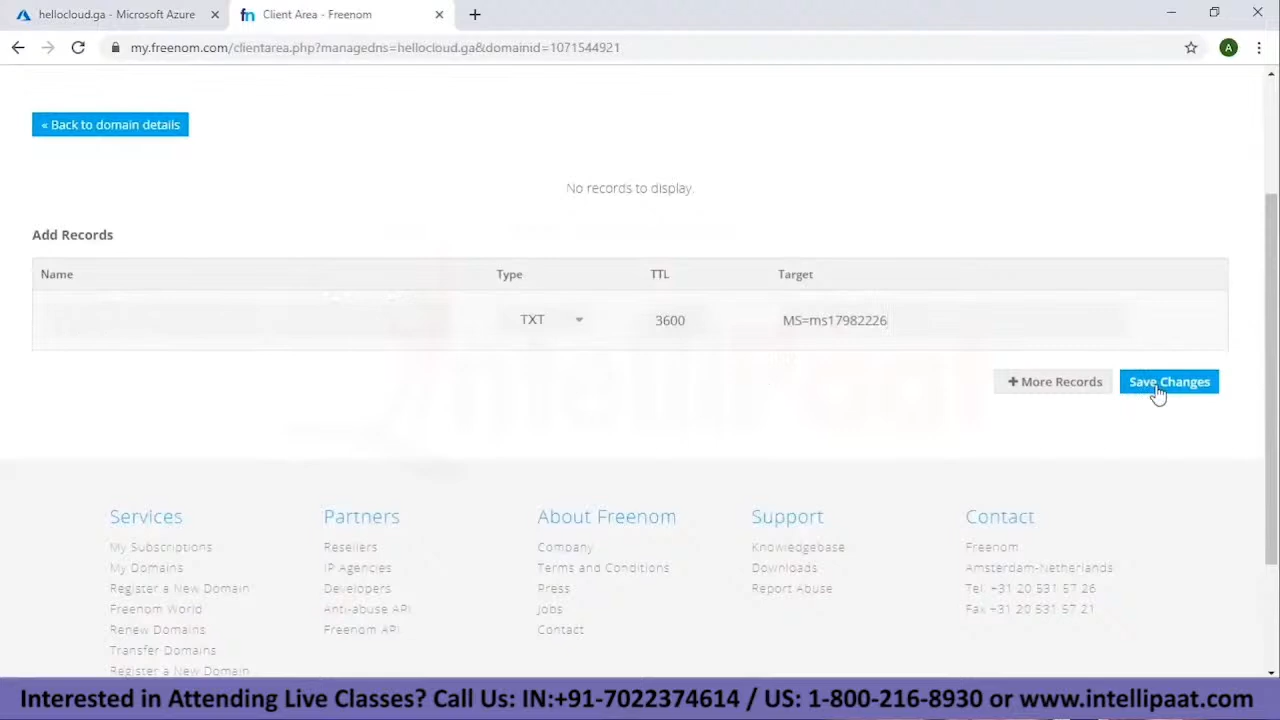 hellocloud.ga - Microsoft Azure
fn Client Area - Freenom
my.freenom.com/clientarea.php?managedns=hellocloud.ga&domainid=1071544921
A
« Back to domain details
No records to display.
Add Records
Name Type TTL Target
TXT 3600 MS=ms17982226
+ More Records Save Changes
Services Partners About Freenom Support Contact
My Subscriptions Resellers Company Knowledgebase Freenom
My Domains IP Agencies Terms and Conditions Downloads Amsterdam-Netherlands
Register a New Domain Developers Press Report Abuse Tel. +31 20 531 57 26
Freenom World Anti-abuse API Jobs Fax +31 20 531 57 21
Renew Domains Freenom API Contact
Transfer Domains
Register a New Domain
Interested in Attending Live Classes? Call Us: IN:+91-7022374614 / US: 1-800-216-8930 or www.intellipaat.com